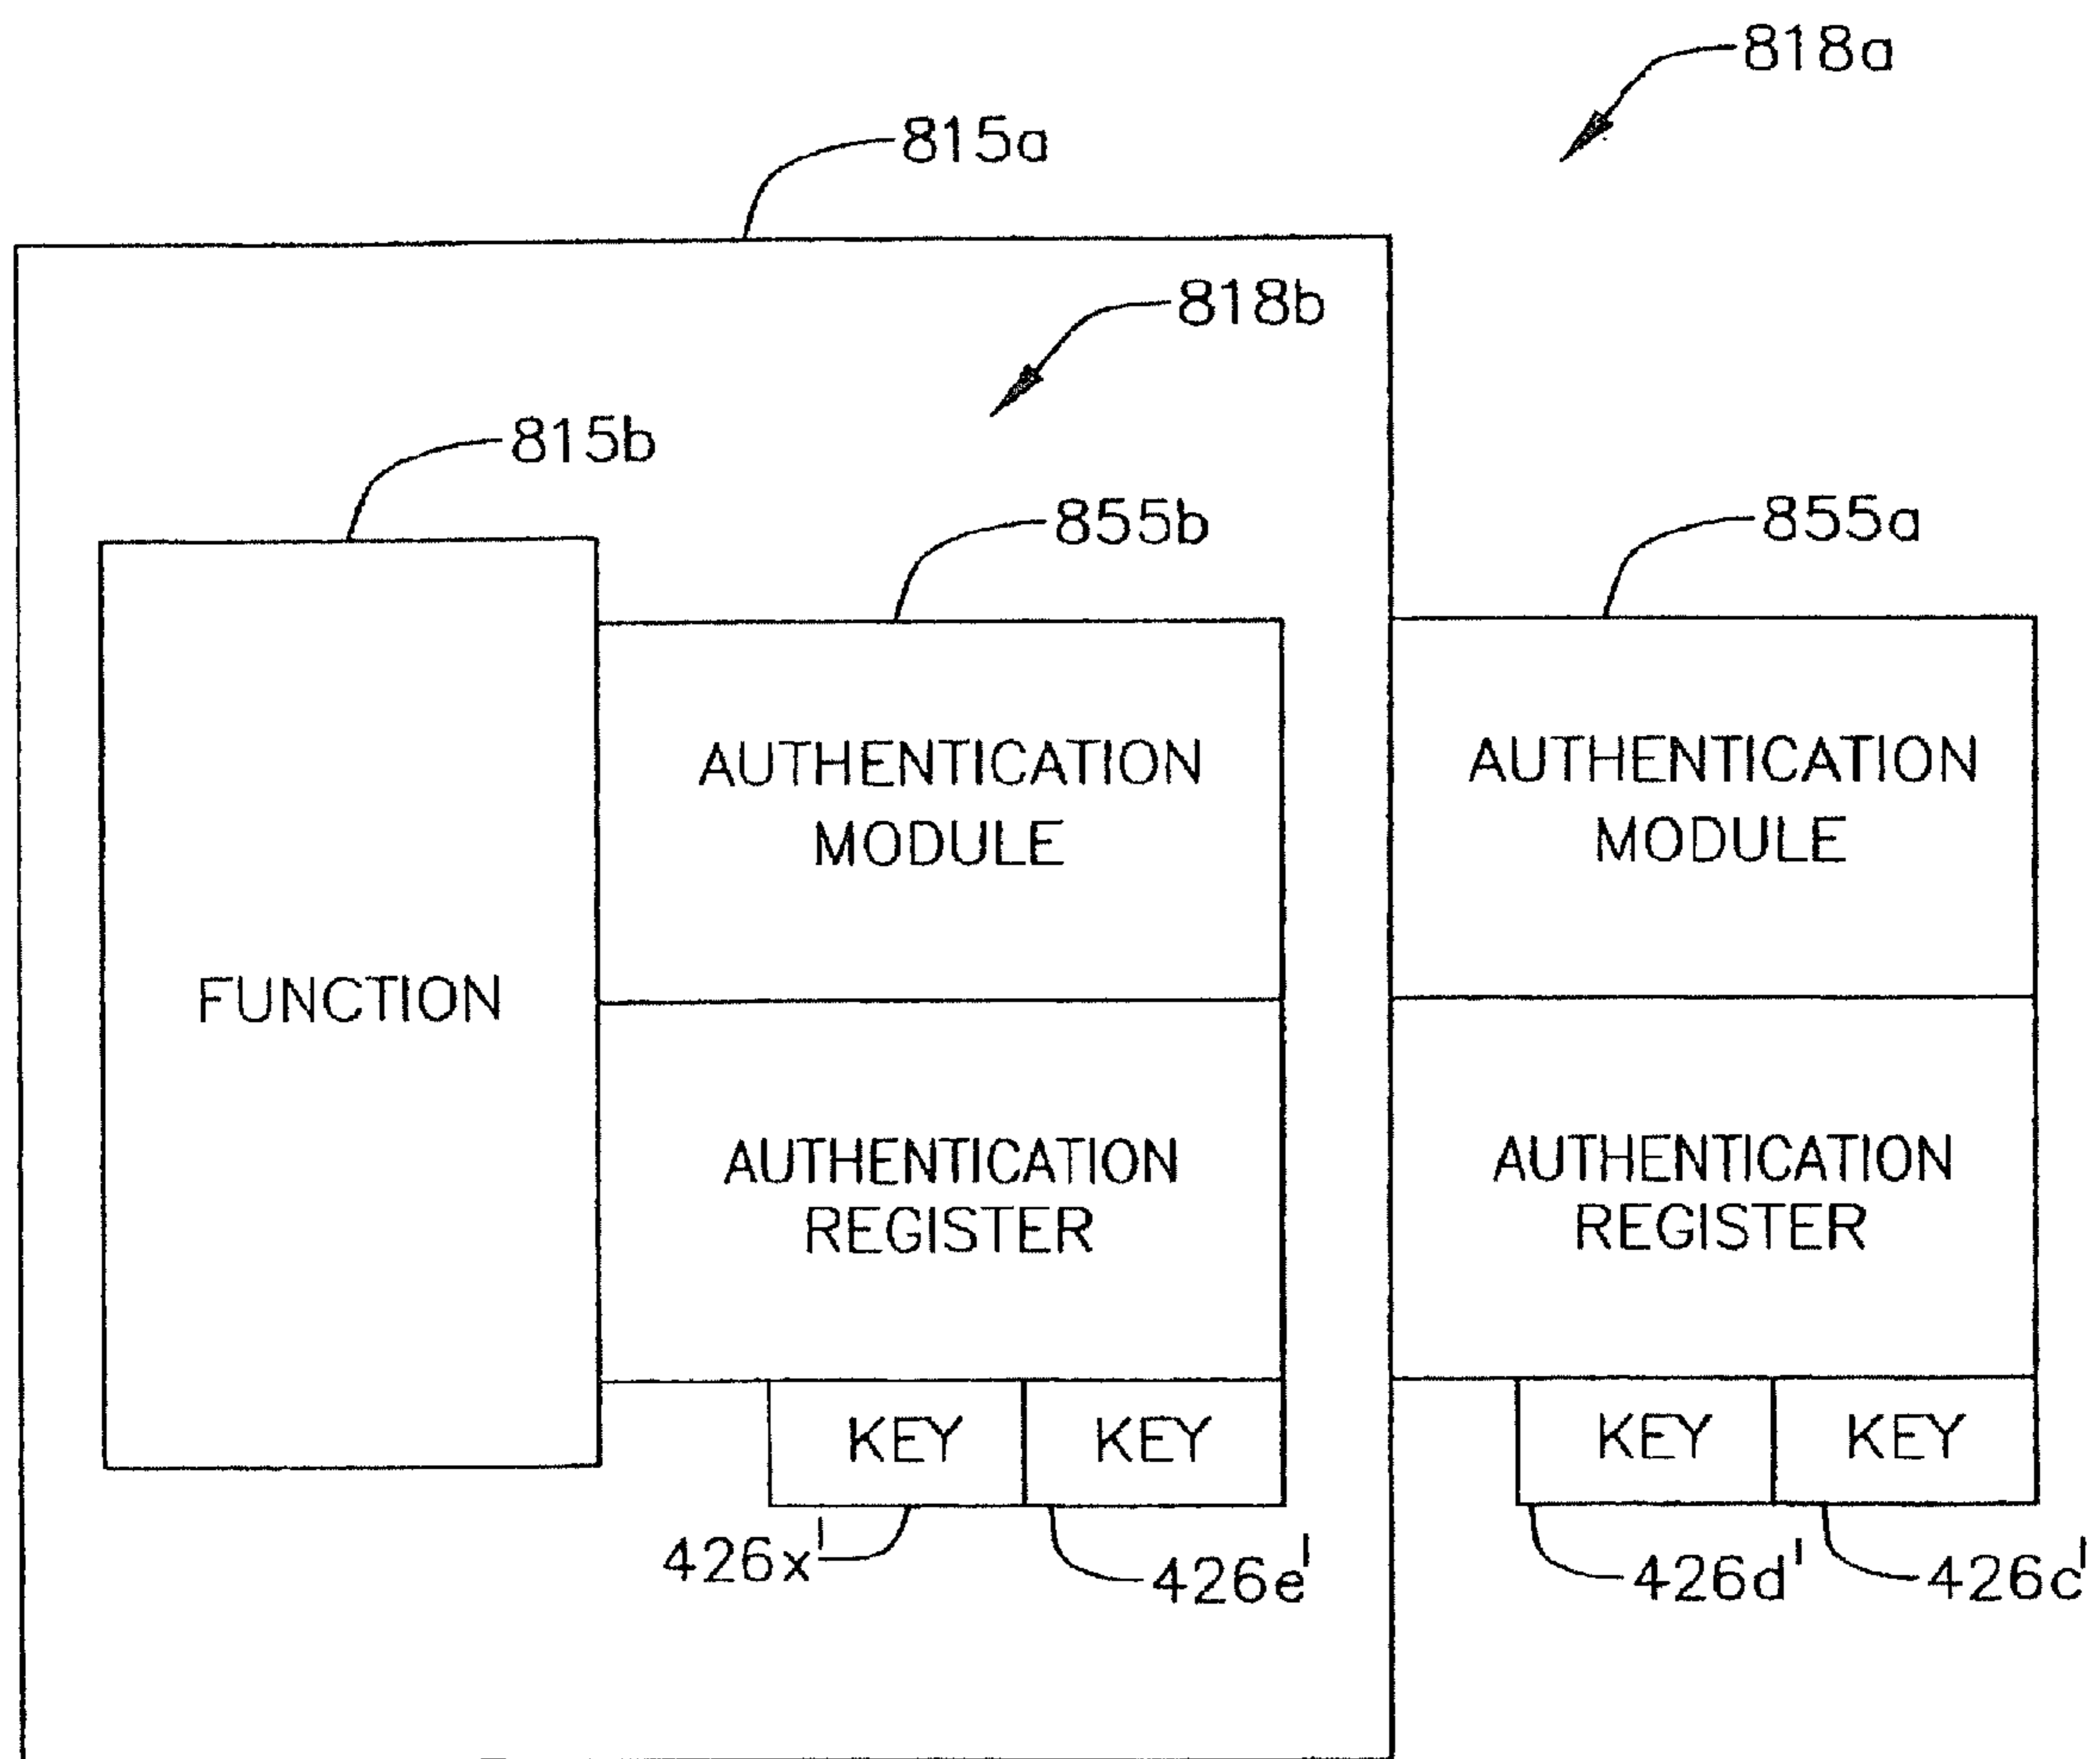 818a
815a
818b
815b
855b
855a
AUTHENTICATION
MODULE
AUTHENTICATION
MODULE
FUNCTION
AUTHENTICATION
REGISTER
AUTHENTICATION
REGISTER
KEY
KEY
KEY
KEY
426x'
426e'
426d'
426c'